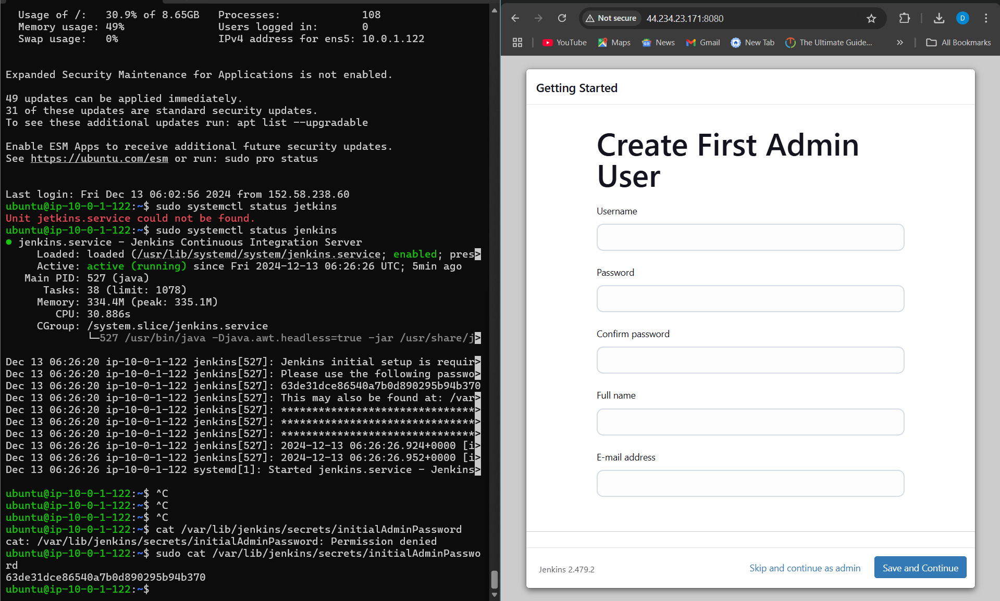 Usage of /:   30.9% of 8.65GB   Processes:             108
Memory usage: 49%               Users logged in:       0
Swap usage:   0%                IPv4 address for ens5: 10.0.1.122
Expanded Security Maintenance for Applications is not enabled.
49 updates can be applied immediately.
31 of these updates are standard security updates.
To see these additional updates run: apt list --upgradable
Enable ESM Apps to receive additional future security updates.
See https://ubuntu.com/esm or run: sudo pro status
Last login: Fri Dec 13 06:02:56 2024 from 152.58.238.60
ubuntu@ip-10-0-1-122:~$ sudo systemctl status jetkins
Unit jetkins.service could not be found.
ubuntu@ip-10-0-1-122:~$ sudo systemctl status jenkins
● jenkins.service - Jenkins Continuous Integration Server
Loaded: loaded (/usr/lib/systemd/system/jenkins.service; enabled; pres>
Active: active (running) since Fri 2024-12-13 06:26:26 UTC; 5min ago
Main PID: 527 (java)
Tasks: 38 (limit: 1078)
Memory: 334.4M (peak: 335.1M)
CPU: 30.886s
CGroup: /system.slice/jenkins.service
└─527 /usr/bin/java -Djava.awt.headless=true -jar /usr/share/j>
Dec 13 06:26:20 ip-10-0-1-122 jenkins[527]: Jenkins initial setup is requir>
Dec 13 06:26:20 ip-10-0-1-122 jenkins[527]: Please use the following passwo>
Dec 13 06:26:20 ip-10-0-1-122 jenkins[527]: 63de31dce86540a7b0d890295b94b370
Dec 13 06:26:20 ip-10-0-1-122 jenkins[527]: This may also be found at: /var>
Dec 13 06:26:20 ip-10-0-1-122 jenkins[527]: *******************************>
Dec 13 06:26:20 ip-10-0-1-122 jenkins[527]: *******************************>
Dec 13 06:26:20 ip-10-0-1-122 jenkins[527]: *******************************>
Dec 13 06:26:26 ip-10-0-1-122 jenkins[527]: 2024-12-13 06:26:26.924+0000 [i>
Dec 13 06:26:26 ip-10-0-1-122 jenkins[527]: 2024-12-13 06:26:26.952+0000 [i>
Dec 13 06:26:26 ip-10-0-1-122 systemd[1]: Started jenkins.service - Jenkins>
ubuntu@ip-10-0-1-122:~$ ^C
ubuntu@ip-10-0-1-122:~$ ^C
ubuntu@ip-10-0-1-122:~$ ^C
ubuntu@ip-10-0-1-122:~$ cat /var/lib/jenkins/secrets/initialAdminPassword
cat: /var/lib/jenkins/secrets/initialAdminPassword: Permission denied
ubuntu@ip-10-0-1-122:~$ sudo cat /var/lib/jenkins/secrets/initialAdminPasswo
rd
63de31dce86540a7b0d890295b94b370
ubuntu@ip-10-0-1-122:~$
Not secure 44.234.23.171:8080 D
YouTube Maps News Gmail New Tab The Ultimate Guide... » All Bookmarks
Getting Started
Create First Admin
User
Username
Password
Confirm password
Full name
E-mail address
Jenkins 2.479.2 Skip and continue as admin Save and Continue